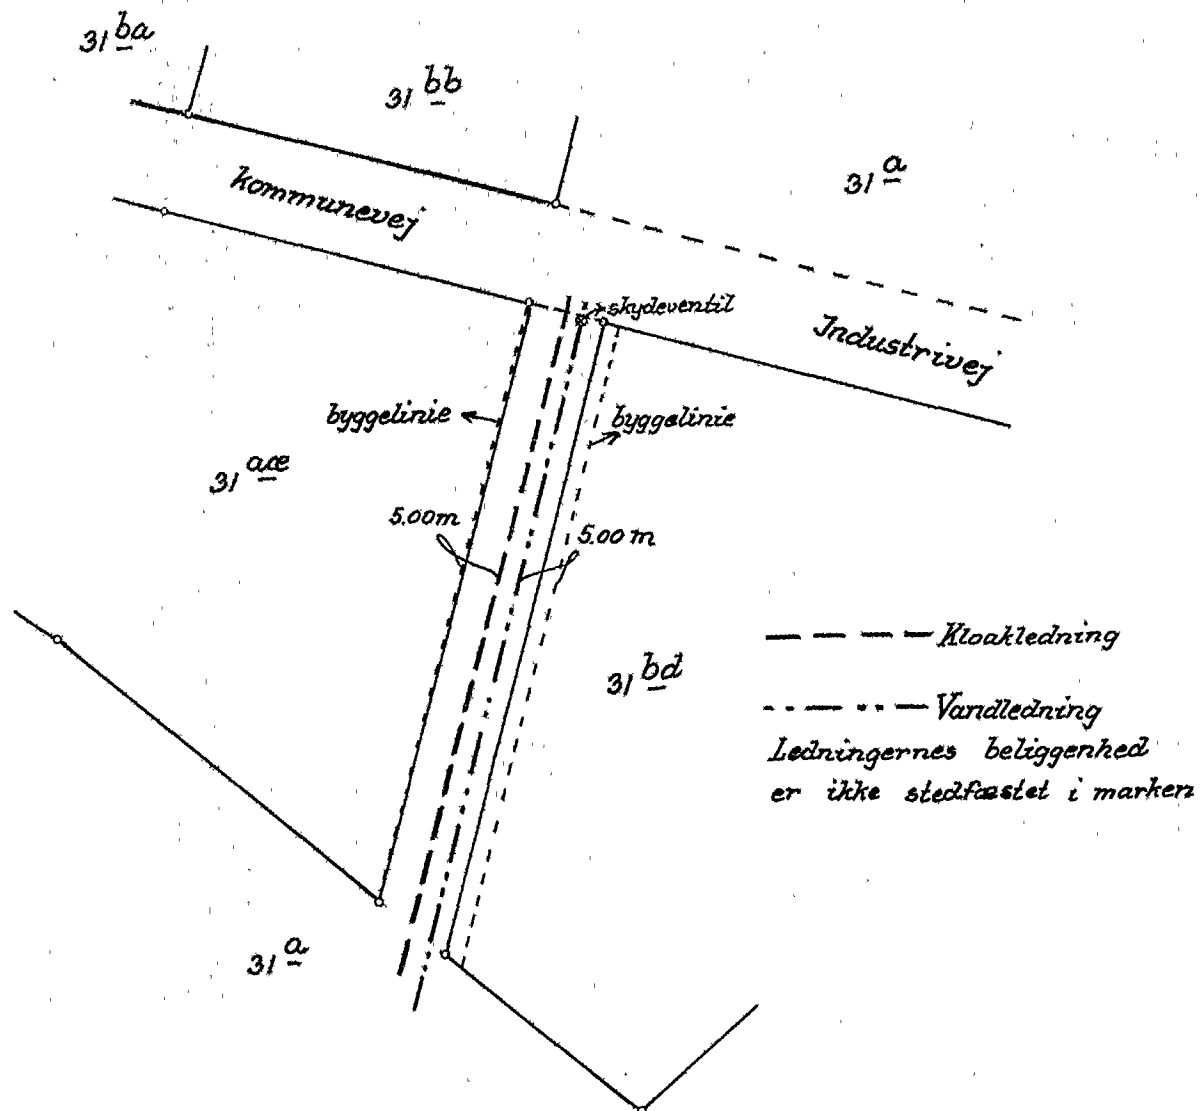 31 ba
31 bb
31 a
kommunevej
skydeventil
Industrivej
byggelinie
byggelinie
31 aæ
5.00 m
5.00 m
31 bd
Kloakledning
Vandledning
Ledningernes beliggenhed
er ikke stedfæstet i marken
31 a